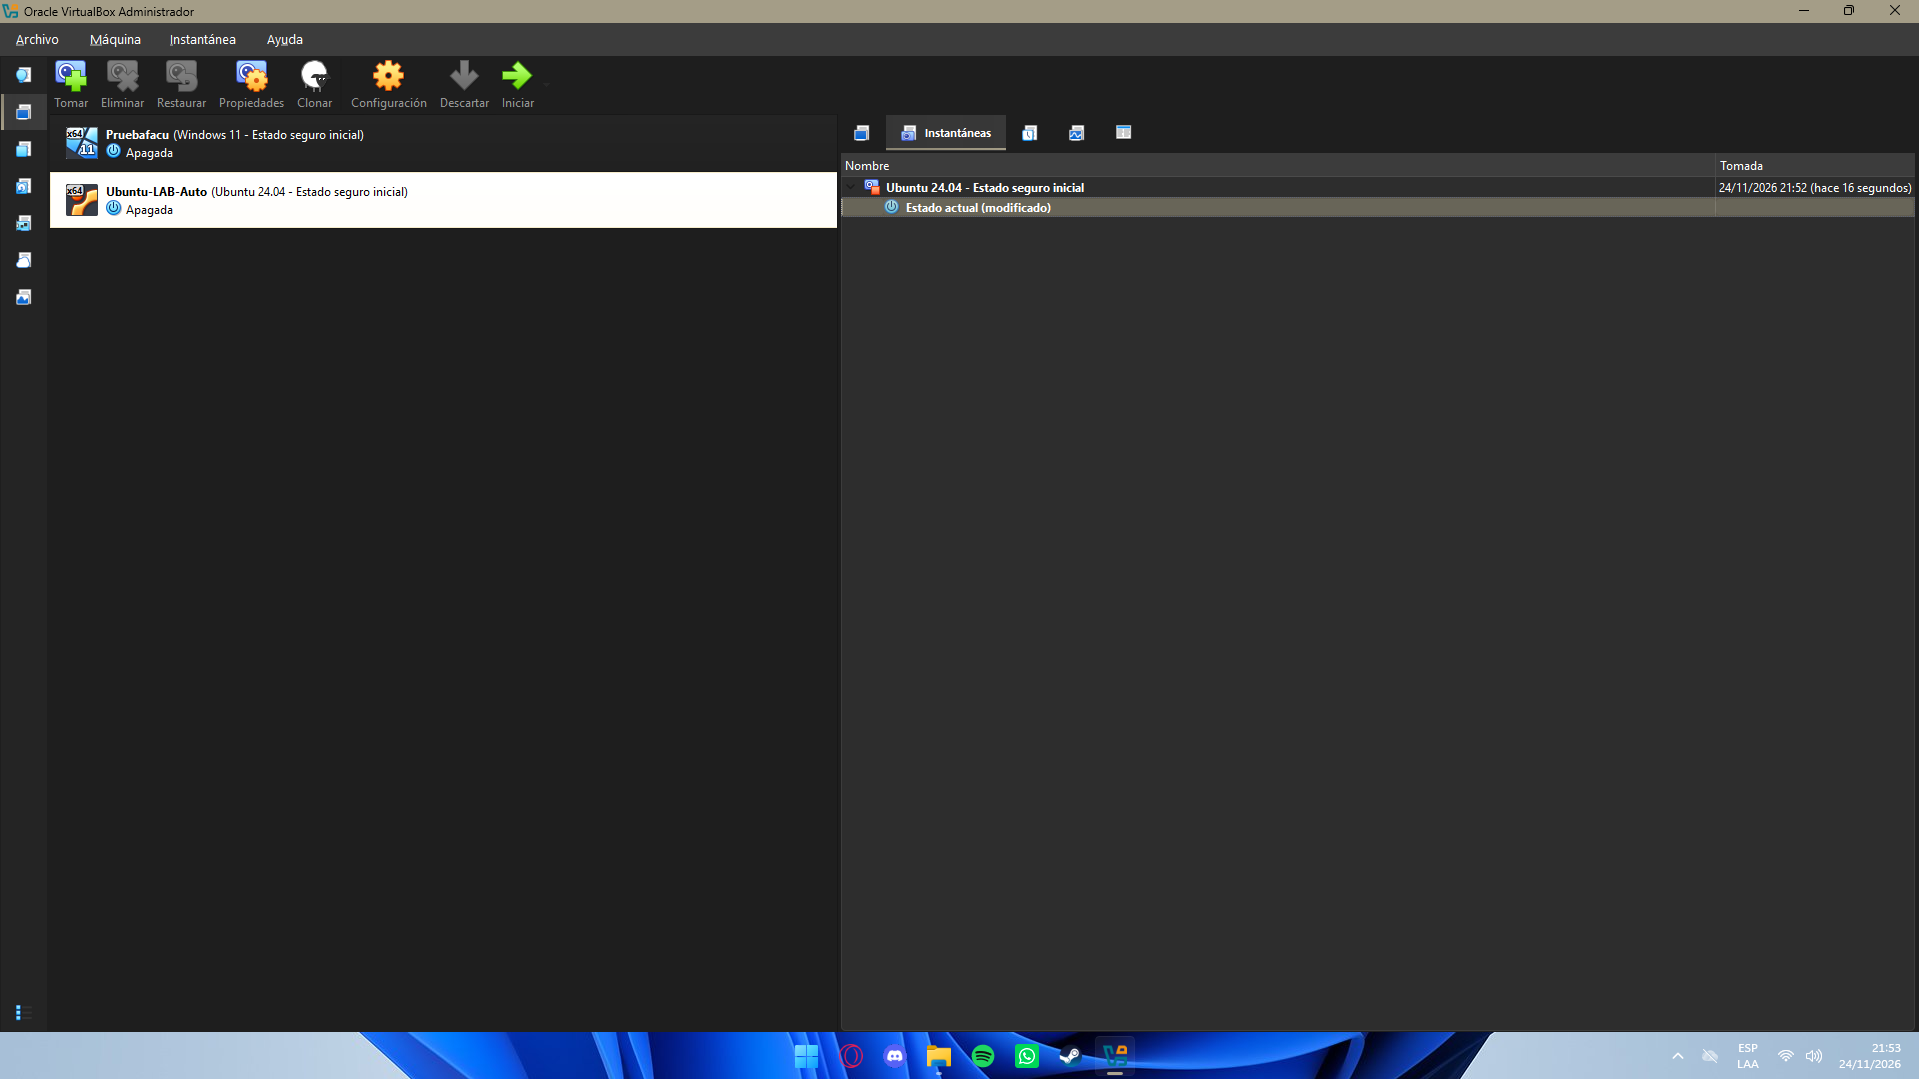 Oracle VirtualBox Administrador
Archivo Máquina Instantánea Ayuda
Tomar Eliminar Restaurar Propiedades Clonar Configuración Descartar Iniciar
x64 11 Pruebafacu (Windows 11 - Estado seguro inicial)
Apagada
x64 Ubuntu-LAB-Auto (Ubuntu 24.04 - Estado seguro inicial)
Apagada
Instantáneas
Nombre Tomada
Ubuntu 24.04 - Estado seguro inicial 24/11/2026 21:52 (hace 16 segundos)
Estado actual (modificado)
ESP
LAA
21:53
24/11/2026